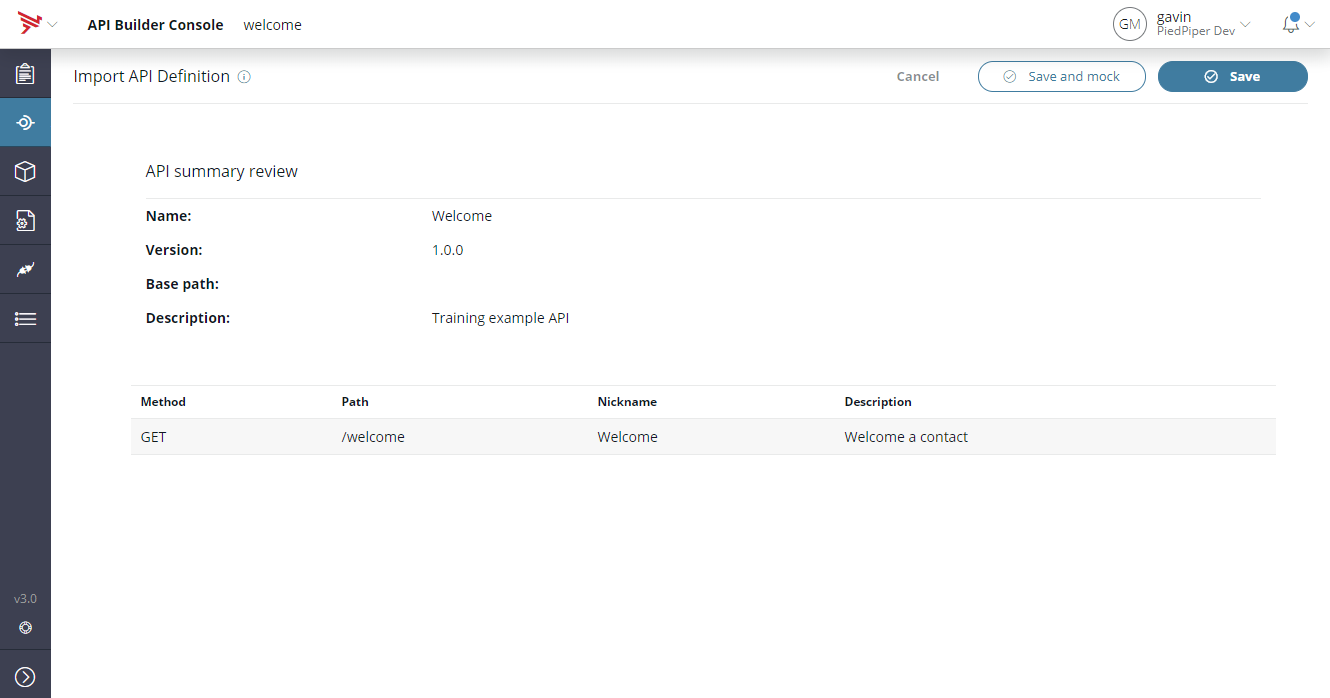 API Builder Console welcome
GM gavin
PiedPiper Dev
Import API Definition
Cancel Save and mock Save
API summary review
Name: Welcome
Version: 1.0.0
Base path:
Description: Training example API
Method Path Nickname Description
GET /welcome Welcome Welcome a contact
v3.0